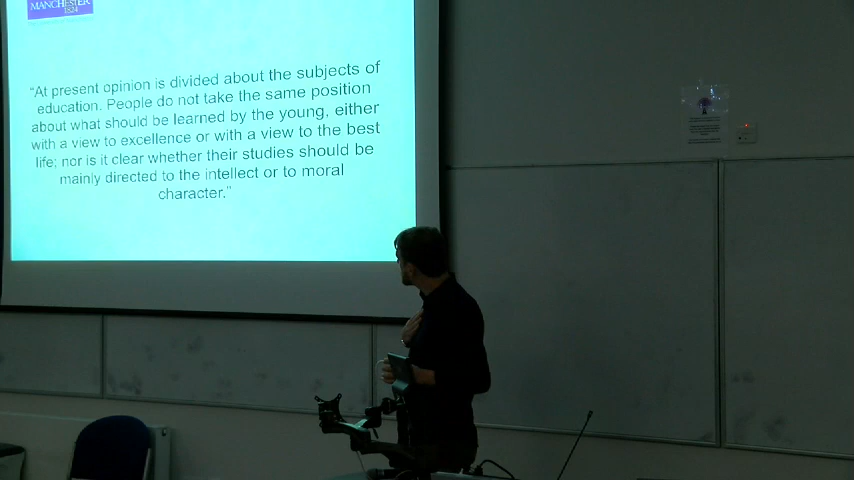 MANCHESTER
1824
“At present opinion is divided about the subjects of
education. People do not take the same position
about what should be learned by the young, either
with a view to excellence or with a view to the best
life; nor is it clear whether their studies should be
mainly directed to the intellect or to moral
character.”